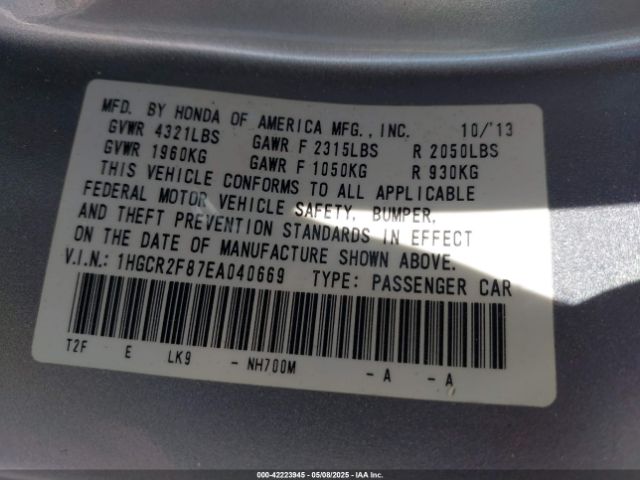 MFD. BY HONDA OF AMERICA MFG., INC. 10/'13
GVWR 4321LBS GAWR F 2315LBS R 2050LBS
GVWR 1960KG GAWR F 1050KG R 930KG
THIS VEHICLE CONFORMS TO ALL APPLICABLE
FEDERAL MOTOR VEHICLE SAFETY, BUMPER,
AND THEFT PREVENTION STANDARDS IN EFFECT
ON THE DATE OF MANUFACTURE SHOWN ABOVE.
V.I.N.: 1HGCR2F87EA040669 TYPE: PASSENGER CAR
T2F E LK9 - NH700M - A - A
000-42223945 - 05/08/2025 - IAA Inc.